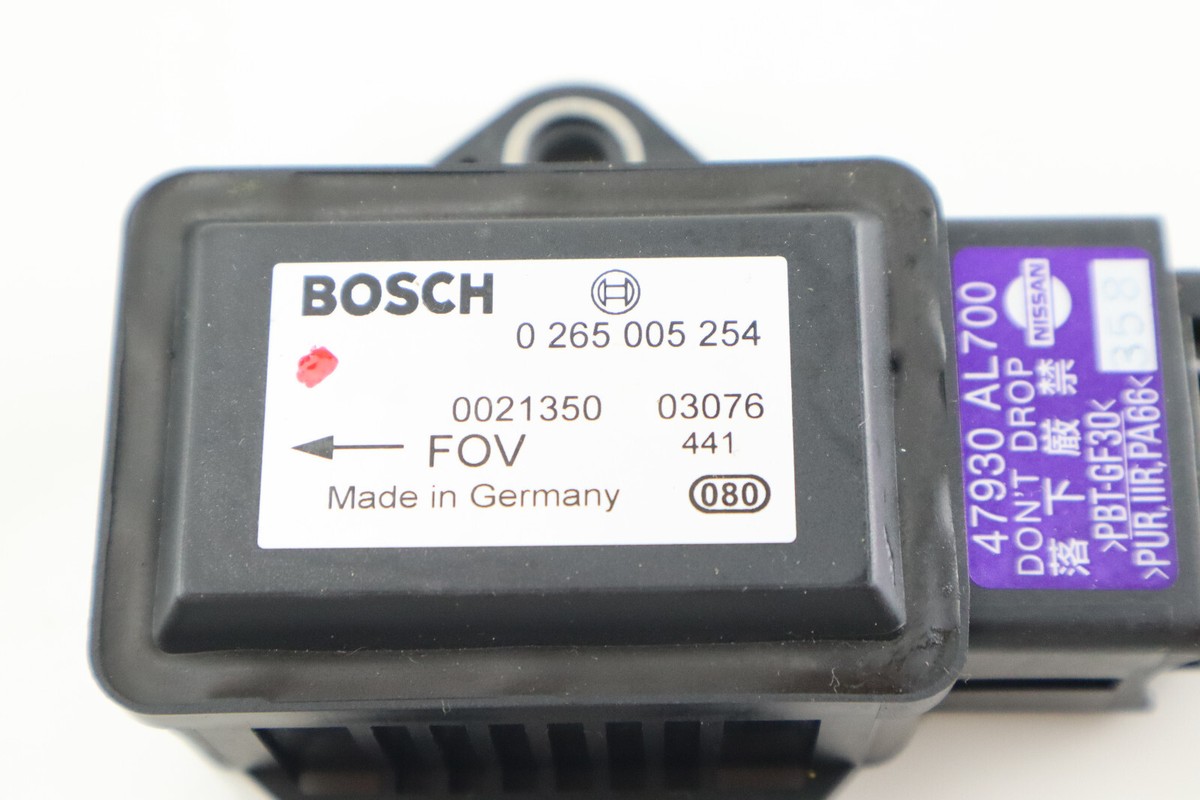 BOSCH
0 265 005 254
0021350 03076
FOV 441
Made in Germany 080
47930 AL700
NISSAN
DON'T DROP
落下厳禁
358
>PBT-GF30<
>PUR,IIR,PA66<